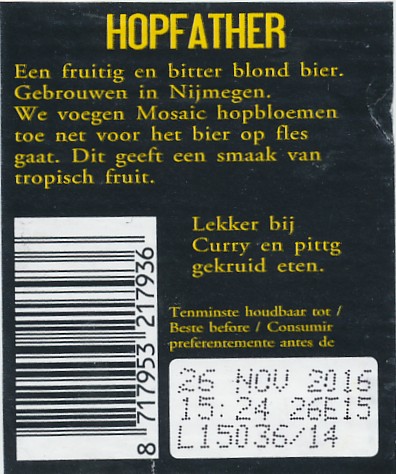 HOPFATHER
Een fruitig en bitter blond bier.
Gebrouwen in Nijmegen.
We voegen Mosaic hopbloemen
toe net voor het bier op fles
gaat. Dit geeft een smaak van
tropisch fruit.
Lekker bij
Curry en pittg
gekruid eten.
Tenminste houdbaar tot /
Beste before / Consumir
preferentemente antes de
26 NOV 2016
15:24 26E15
L15036/14
8 717953 217936